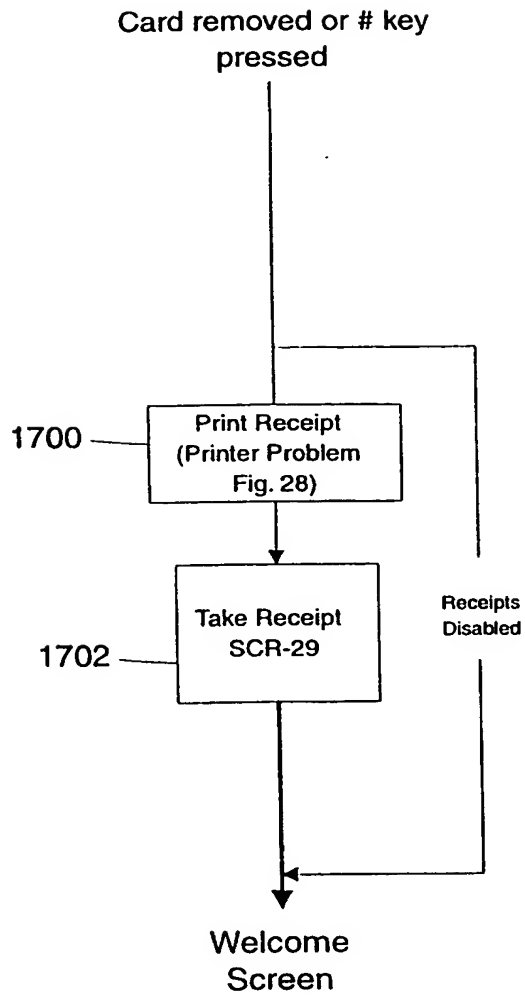 Card removed or # key
pressed
1700
Print Receipt
(Printer Problem
Fig. 28)
1702
Take Receipt
SCR-29
Receipts
Disabled
Welcome
Screen